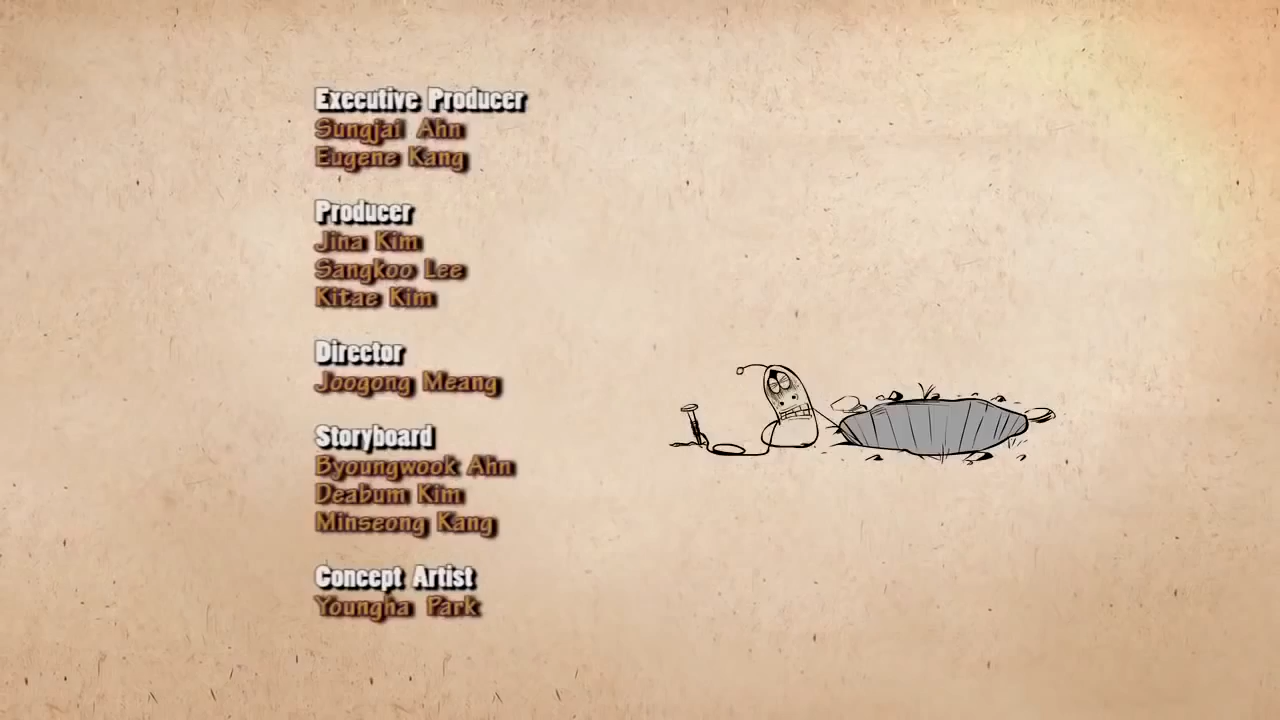 Executive Producer
Sungjai Ahn
Eugene Kang
Producer
Jina Kim
Sangkoo Lee
Kitae Kim
Director
Joogong Meang
Storyboard
Byoungwook Ahn
Deabum Kim
Minseong Kang
Concept Artist
Youngha Park